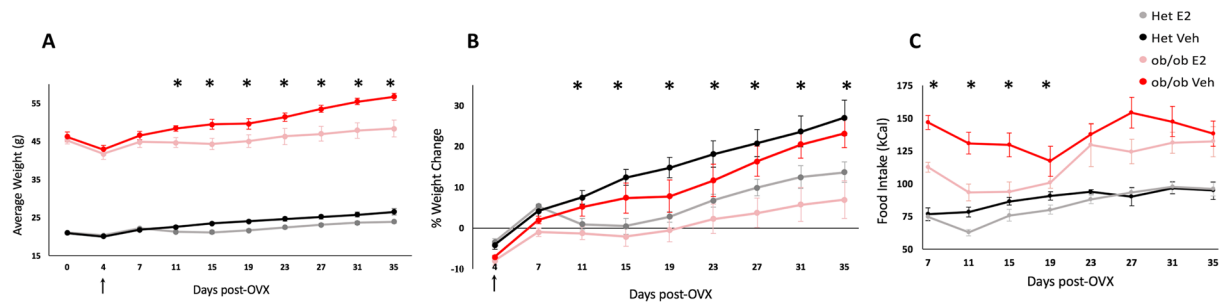 Het E2
Het Veh
ob/ob E2
ob/ob Veh
A
* * * * * * *
55
45
35
25
15
Average Weight (g)
0 4 7 11 15 19 23 27 31 35
Days post-OVX
B
* * * * * * *
30
20
10
0
-10
% Weight Change
4 7 11 15 19 23 27 31 35
Days post-OVX
C
* * * *
175
150
125
100
75
50
Food Intake (kCal)
7 11 15 19 23 27 31 35
Days post-OVX